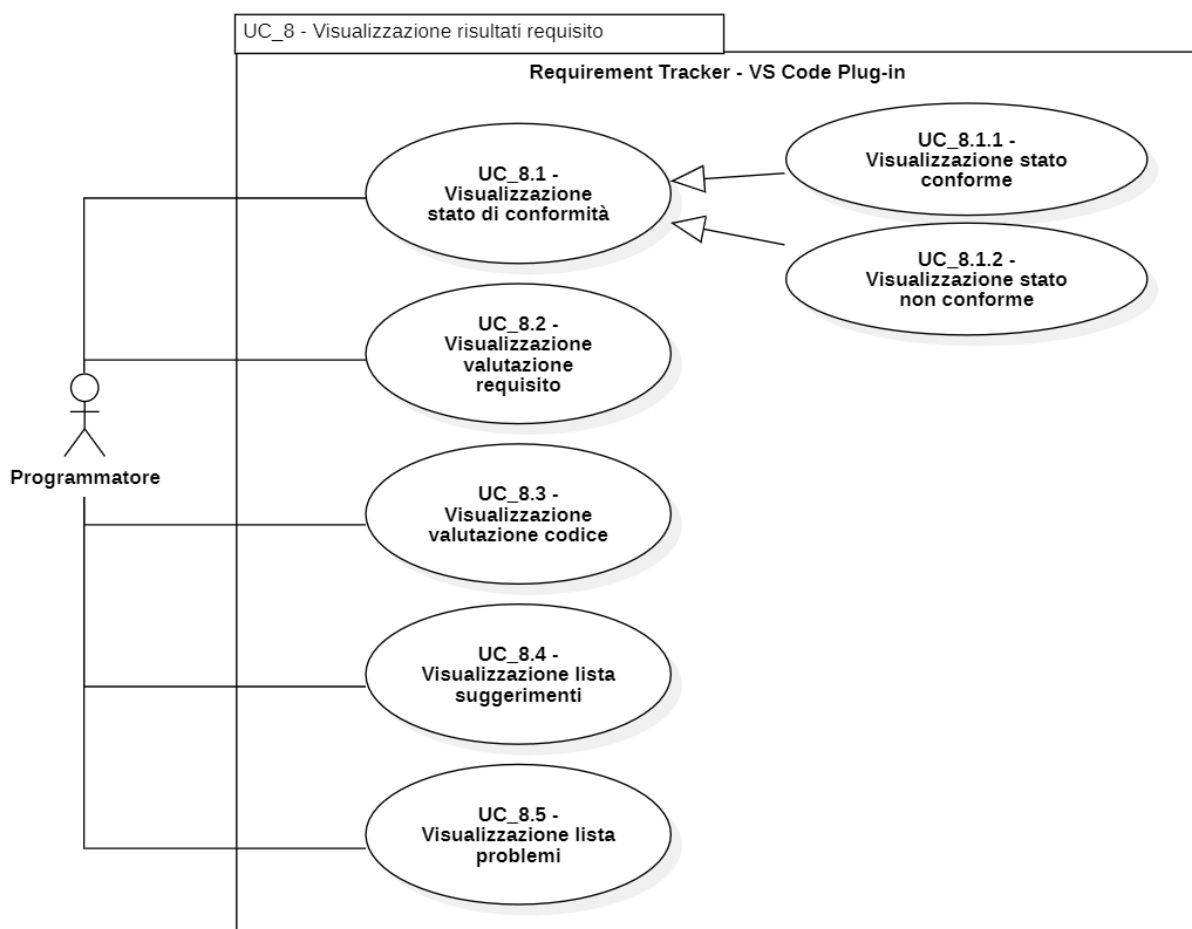 UC_8 - Visualizzazione risultati requisito
Requirement Tracker - VS Code Plug-in
UC_8.1 -
Visualizzazione
stato di conformità
UC_8.1.1 -
Visualizzazione stato
conforme
UC_8.1.2 -
Visualizzazione stato
non conforme
UC_8.2 -
Visualizzazione
valutazione
requisito
Programmatore
UC_8.3 -
Visualizzazione
valutazione codice
UC_8.4 -
Visualizzazione lista
suggerimenti
UC_8.5 -
Visualizzazione lista
problemi